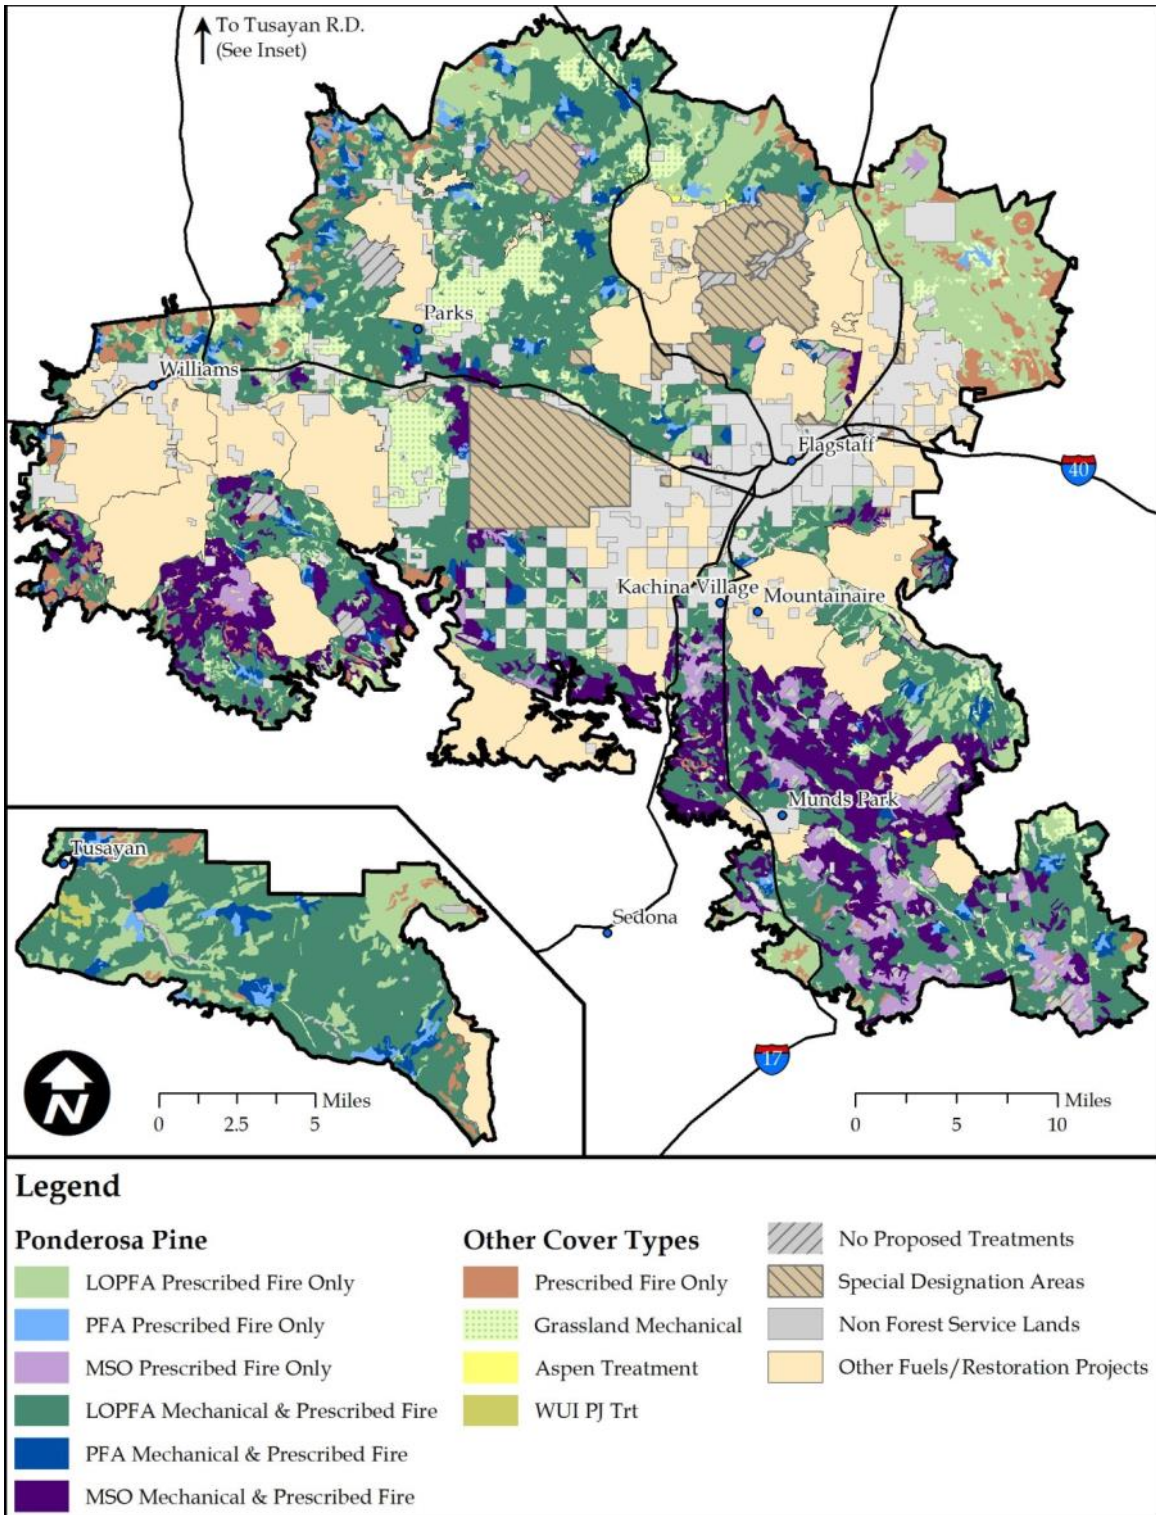 To Tusayan R.D.
(See Inset)
Parks
Williams
Flagstaff
40
Kachina Village
Mountainaire
Munds Park
Tusayan
Sedona
17
N
Miles
0 2.5 5
Miles
0 5 10
Legend
Ponderosa Pine
LOPFA Prescribed Fire Only
PFA Prescribed Fire Only
MSO Prescribed Fire Only
LOPFA Mechanical & Prescribed Fire
PFA Mechanical & Prescribed Fire
MSO Mechanical & Prescribed Fire
Other Cover Types
Prescribed Fire Only
Grassland Mechanical
Aspen Treatment
WUI PJ Trt
No Proposed Treatments
Special Designation Areas
Non Forest Service Lands
Other Fuels/Restoration Projects